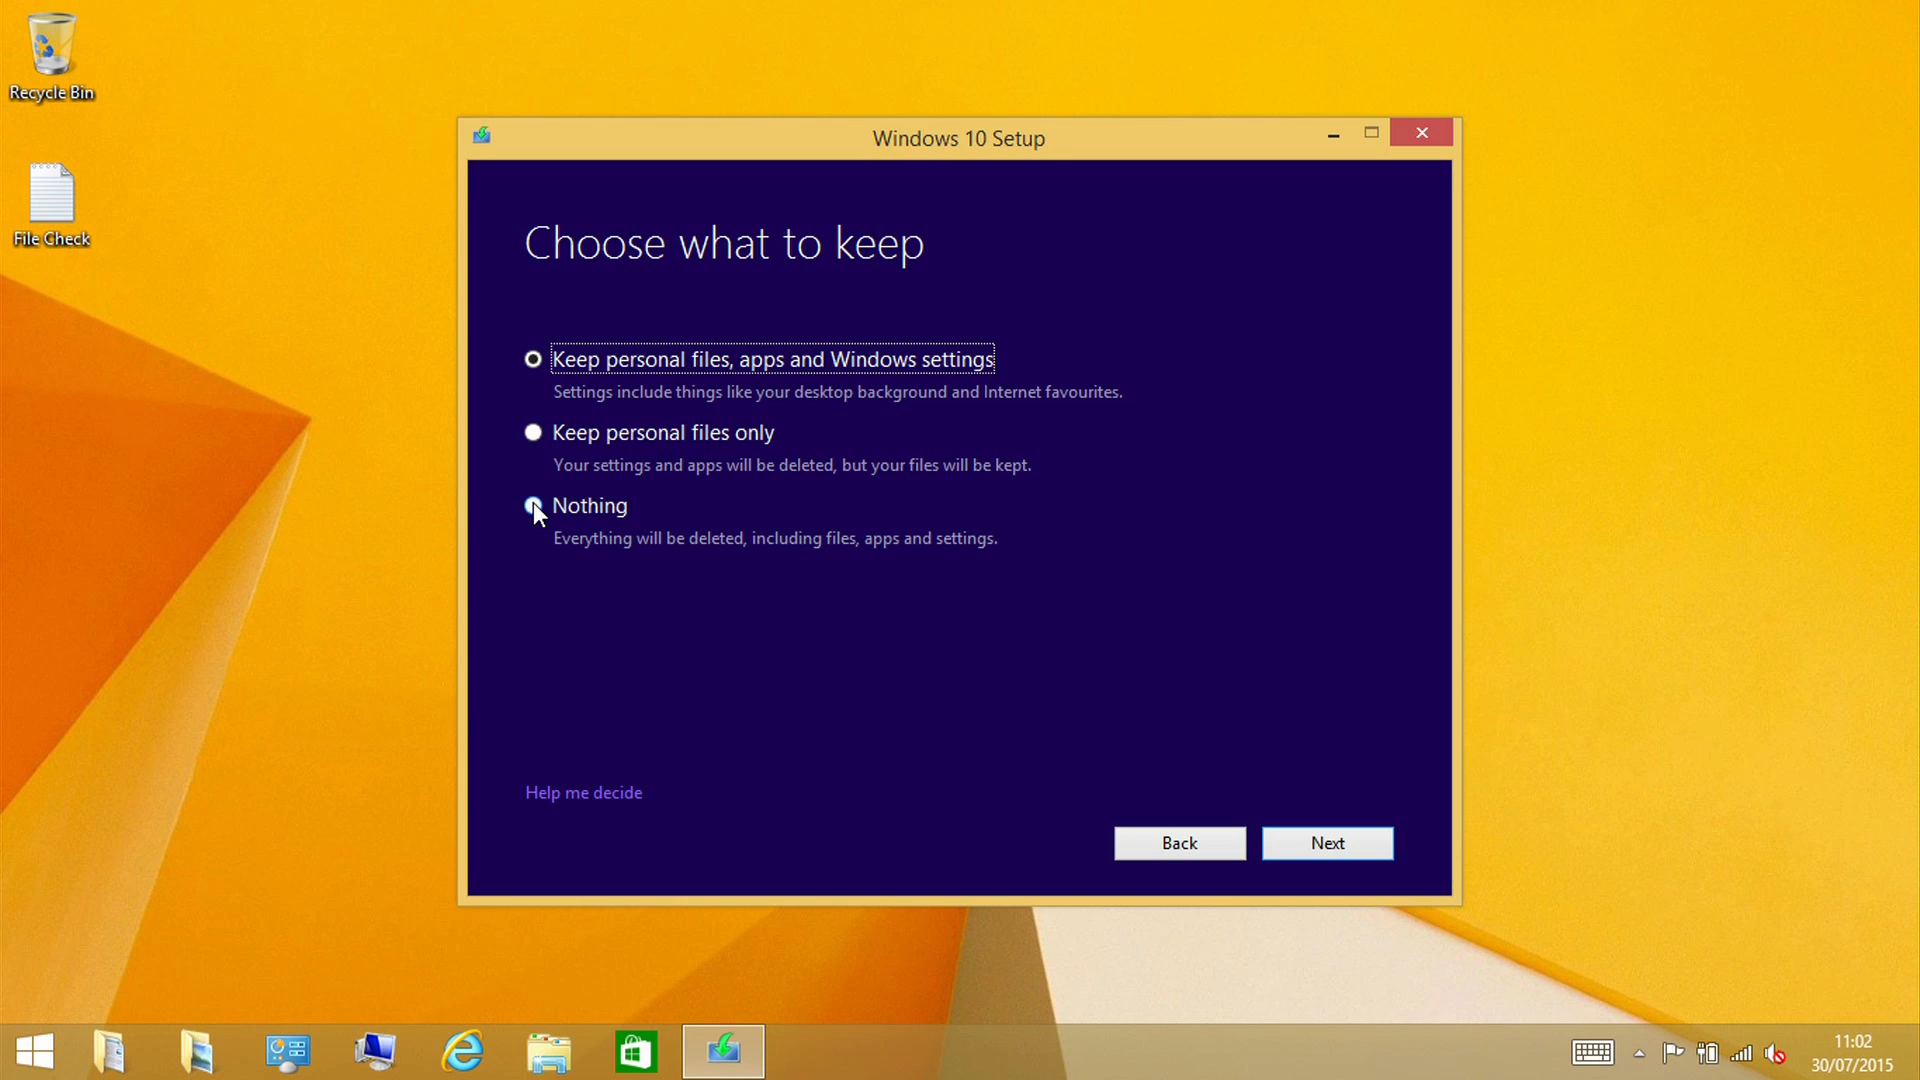 Recycle Bin
File Check
Windows 10 Setup
Choose what to keep
Keep personal files, apps and Windows settings
Settings include things like your desktop background and Internet favourites.
Keep personal files only
Your settings and apps will be deleted, but your files will be kept.
Nothing
Everything will be deleted, including files, apps and settings.
Help me decide
Back
Next
11:02
30/07/2015